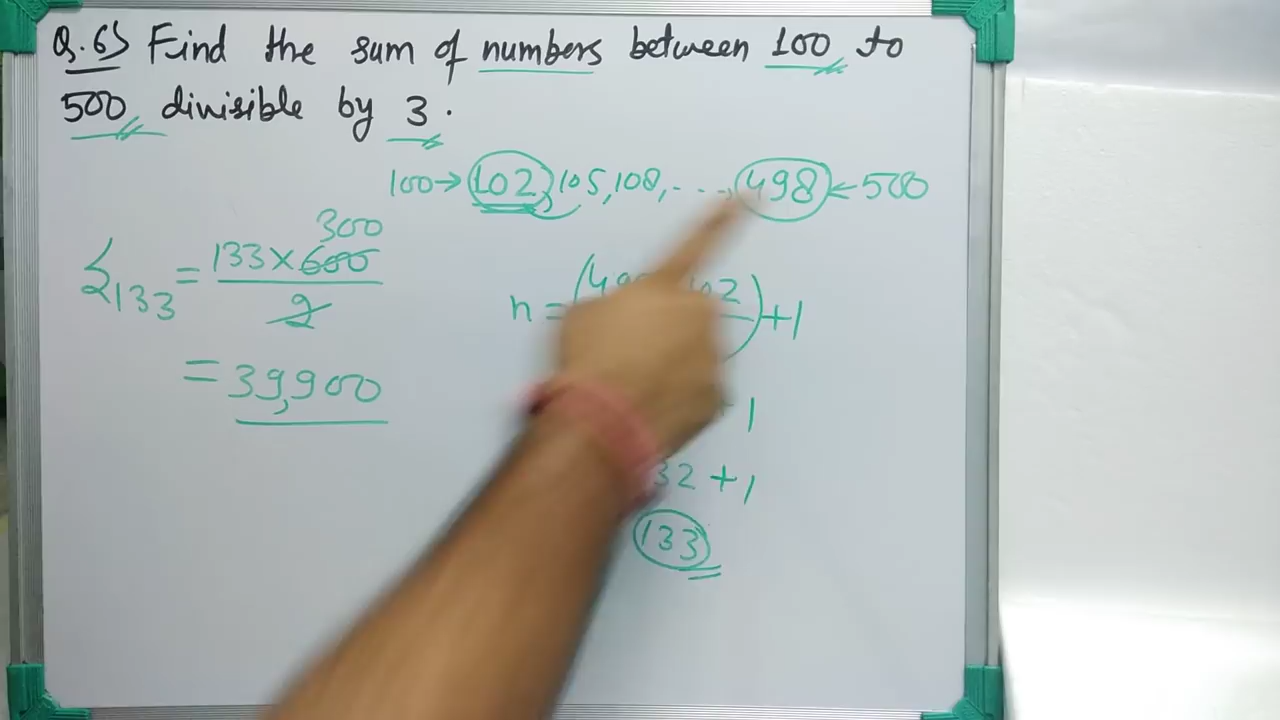 Q.6) Find the sum of numbers between 100 to
500 divisible by 3.
100→ 102, 105, 108, - - -, 498 ← 500
300
Σ133 = 133 × 600
2
= 39,900
n = 02) + 1
1
32 + 1
133